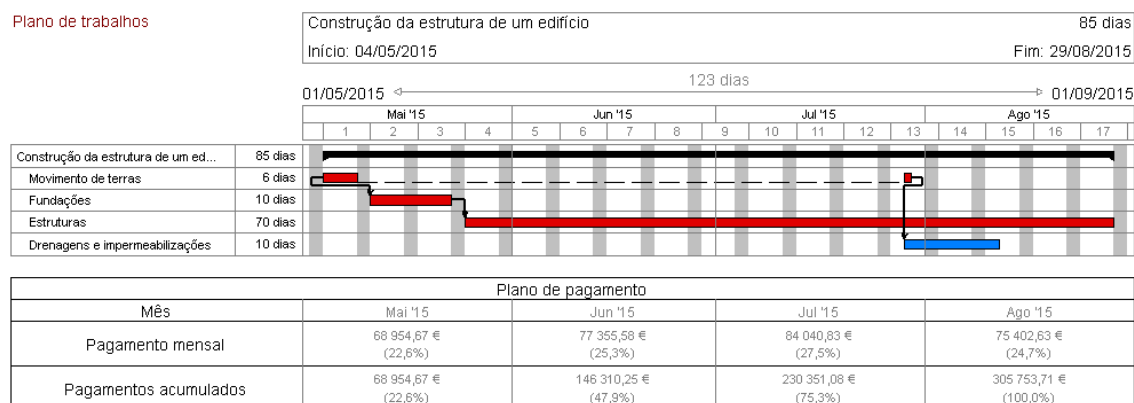 Plano de trabalhos
Construção da estrutura de um edifício 85 dias
Início: 04/05/2015 Fim: 29/08/2015
123 dias
01/05/2015 01/09/2015
Mai '15 Jun '15 Jul '15 Ago '15
1 2 3 4 5 6 7 8 9 10 11 12 13 14 15 16 17
Construção da estrutura de um ed... 85 dias
Movimento de terras 6 dias
Fundações 10 dias
Estruturas 70 dias
Drenagens e impermeabilizações 10 dias
Plano de pagamento
Mês Mai '15 Jun '15 Jul '15 Ago '15
Pagamento mensal 68 954,67 € 77 355,58 € 84 040,83 € 75 402,63 €
(22,6%) (25,3%) (27,5%) (24,7%)
Pagamentos acumulados 68 954,67 € 146 310,25 € 230 351,08 € 305 753,71 €
(22,6%) (47,9%) (75,3%) (100,0%)